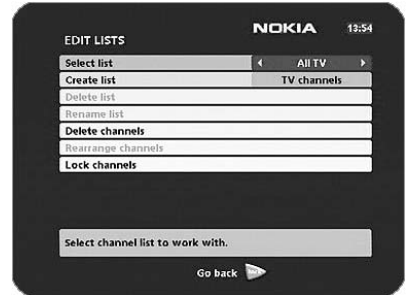 NOKIA 13:54
EDIT LISTS
Select list All TV
Create list TV channels
Delete list
Rename list
Delete channels
Rearrange channels
Lock channels
Select channel list to work with.
Go back